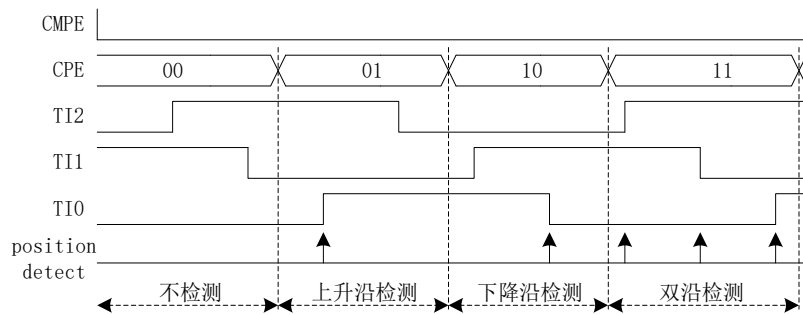 CMPE
CPE 00 01 10 11
TI2
TI1
TI0
position
detect
不检测 上升沿检测 下降沿检测 双沿检测